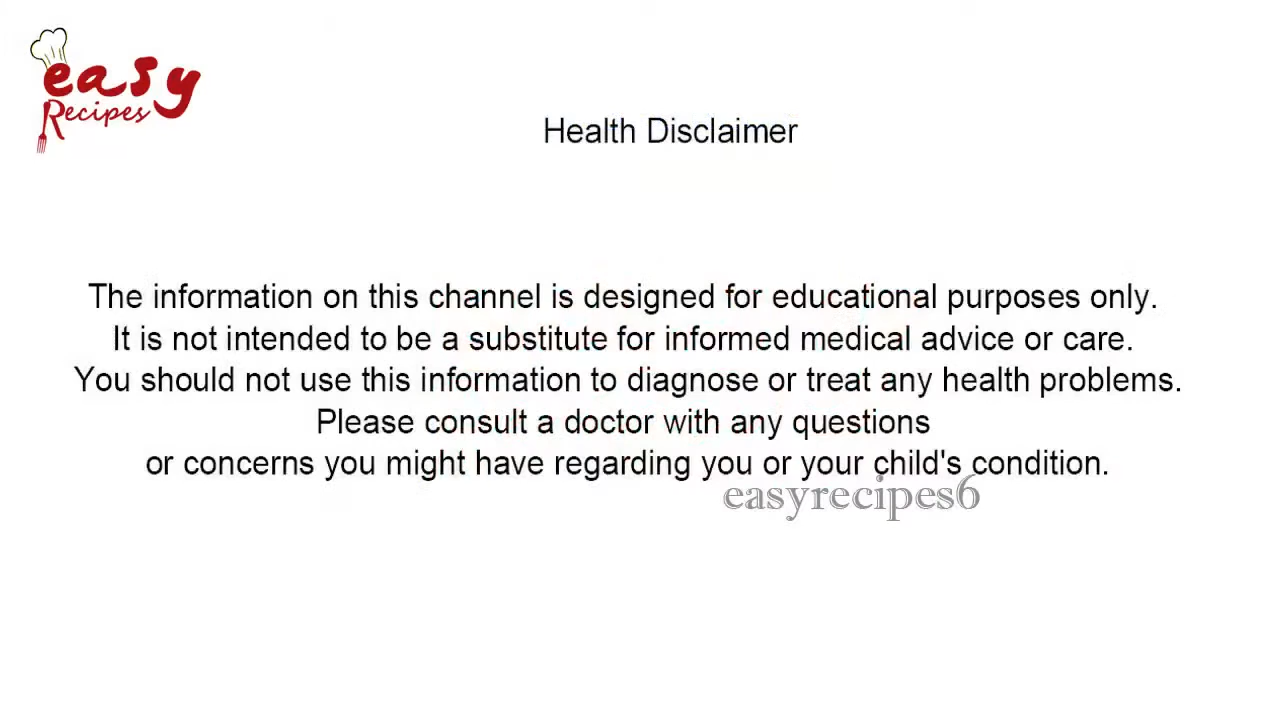 easy
Recipes
Health Disclaimer
The information on this channel is designed for educational purposes only.
It is not intended to be a substitute for informed medical advice or care.
You should not use this information to diagnose or treat any health problems.
Please consult a doctor with any questions
or concerns you might have regarding you or your child's condition.
easyrecipes6